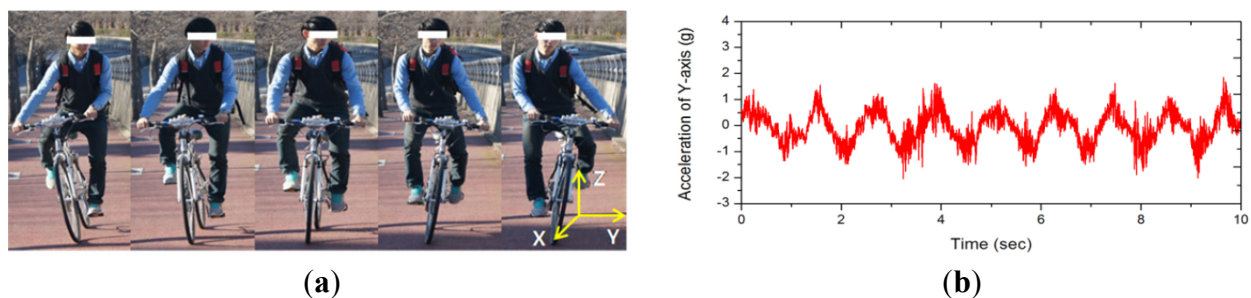 Z
X
Y
(a)
Acceleration of Y-axis (g)
4
3
2
1
0
-1
-2
-3
0 2 4 6 8 10
Time (sec)
(b)